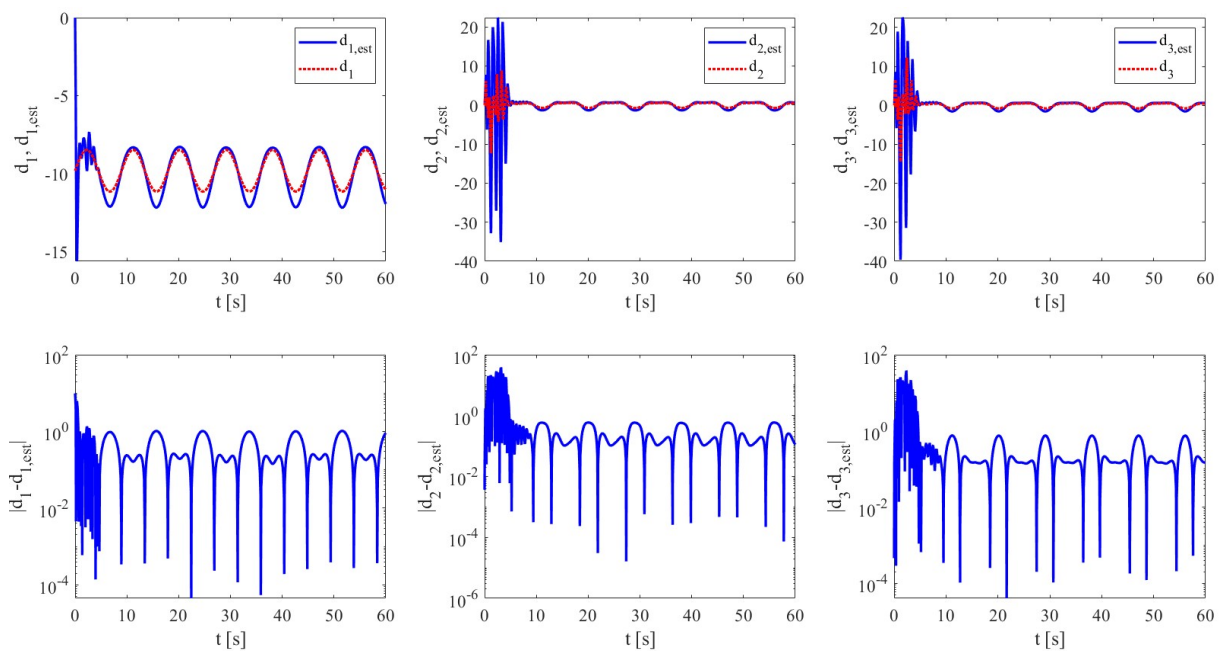 0
-5
-10
-15
d1, d1,est
0 10 20 30 40 50 60
t [s]
d1,est
d1
20
10
0
-10
-20
-30
-40
d2, d2,est
0 10 20 30 40 50 60
t [s]
d2,est
d2
20
10
0
-10
-20
-30
-40
d3, d3,est
0 10 20 30 40 50 60
t [s]
d3,est
d3
10^2
10^0
10^-2
10^-4
|d1-d1,est|
0 10 20 30 40 50 60
t [s]
10^2
10^0
10^-2
10^-4
10^-6
|d2-d2,est|
0 10 20 30 40 50 60
t [s]
10^2
10^0
10^-2
10^-4
|d3-d3,est|
0 10 20 30 40 50 60
t [s]